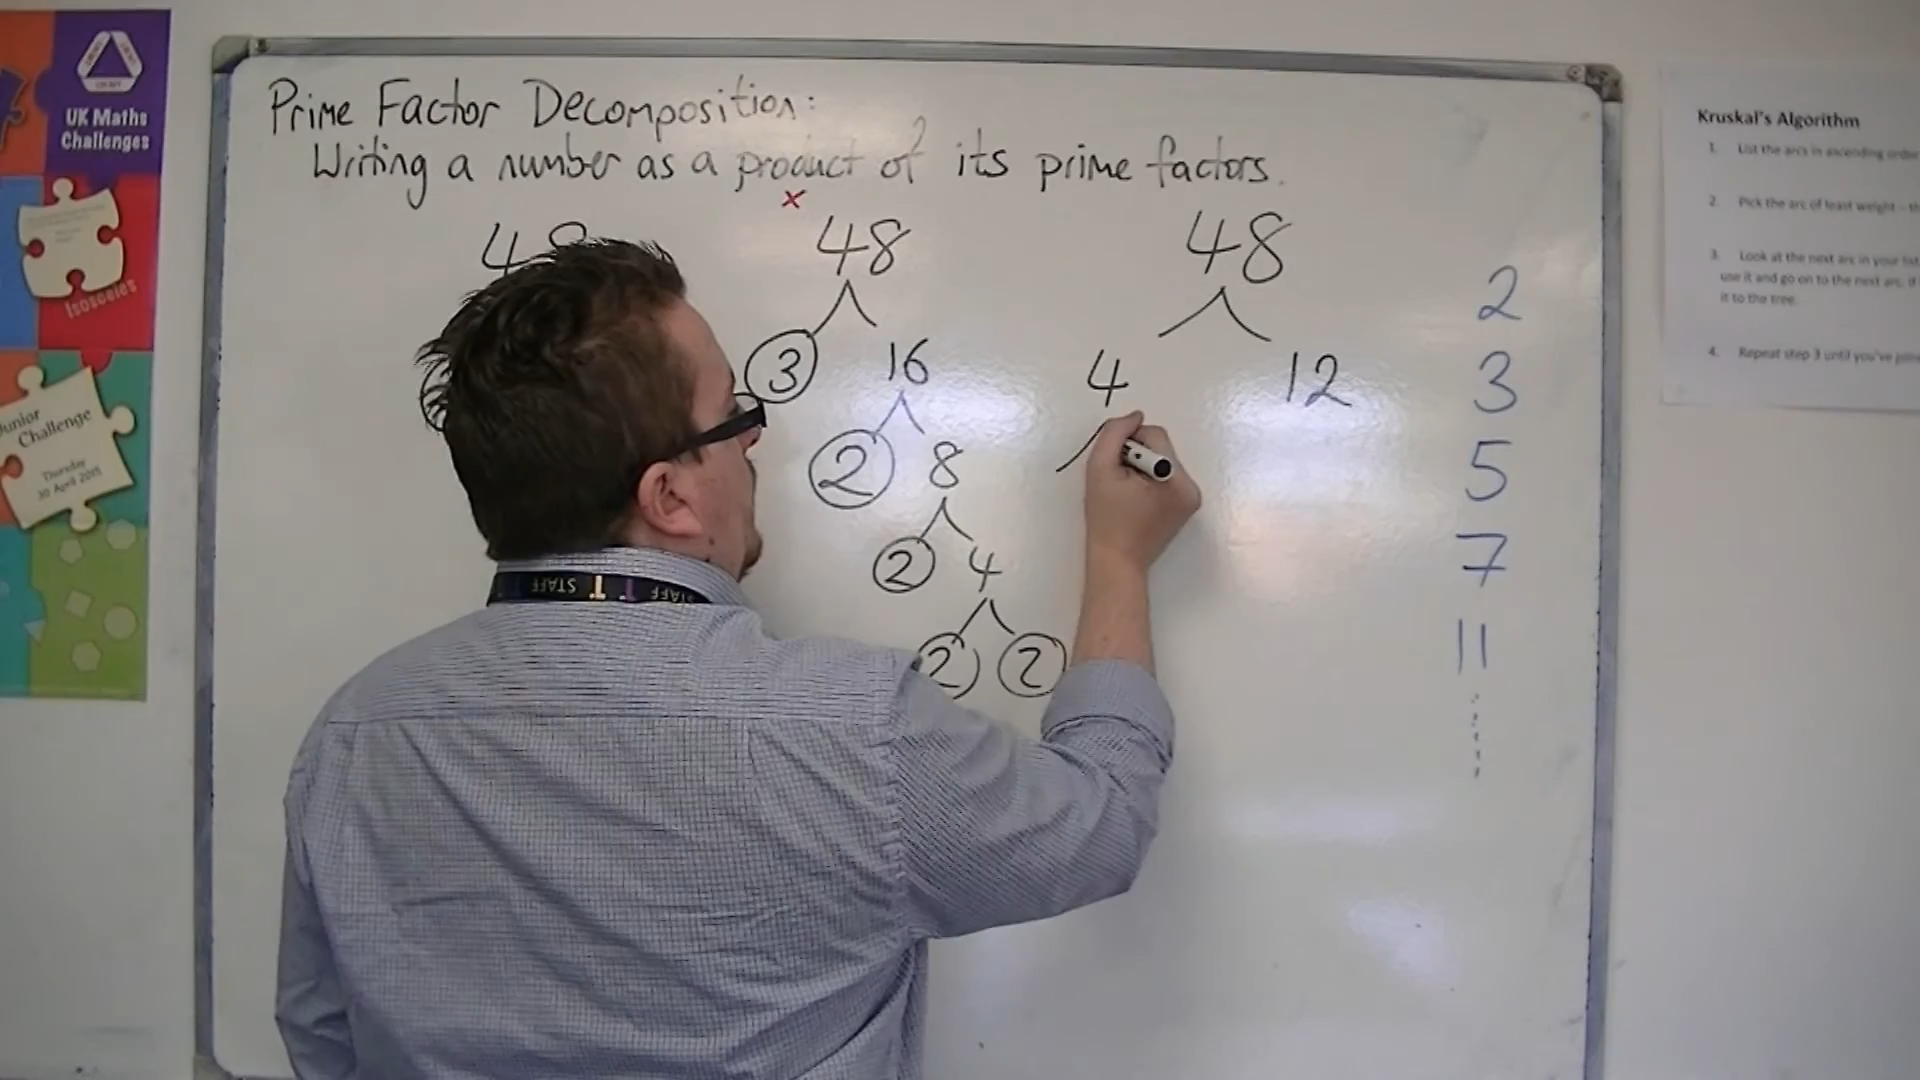 UK Maths
Challenges
Isosceles
Junior
Challenge
Thursday
30 April 2015
Prime Factor Decomposition:
Writing a number as a product of its prime factors.
x
48
48
3 16
2 8
2 4
2 2
48
4 12
2
3
5
7
11
STAFF STAFF
Kruskal's Algorithm
1. List the arcs in ascending order
2. Pick the arc of least weight –
3. Look at the next arc in your list
use it and go on to the next arc. If
it to the tree.
4. Repeat step 3 until you've